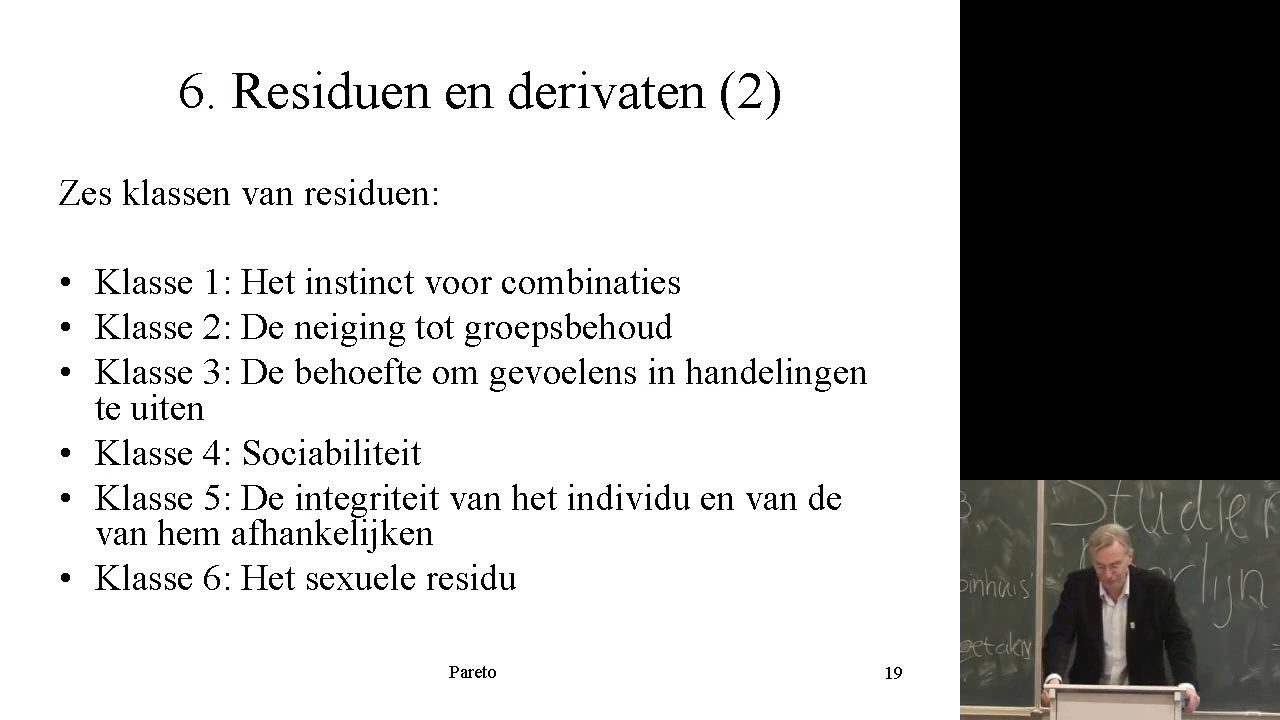 6. Residuen en derivaten (2)
Zes klassen van residuen:
• Klasse 1: Het instinct voor combinaties
• Klasse 2: De neiging tot groepsbehoud
• Klasse 3: De behoefte om gevoelens in handelingen
te uiten
• Klasse 4: Sociabiliteit
• Klasse 5: De integriteit van het individu en van de
van hem afhankelijken
• Klasse 6: Het sexuele residu
Pareto
19